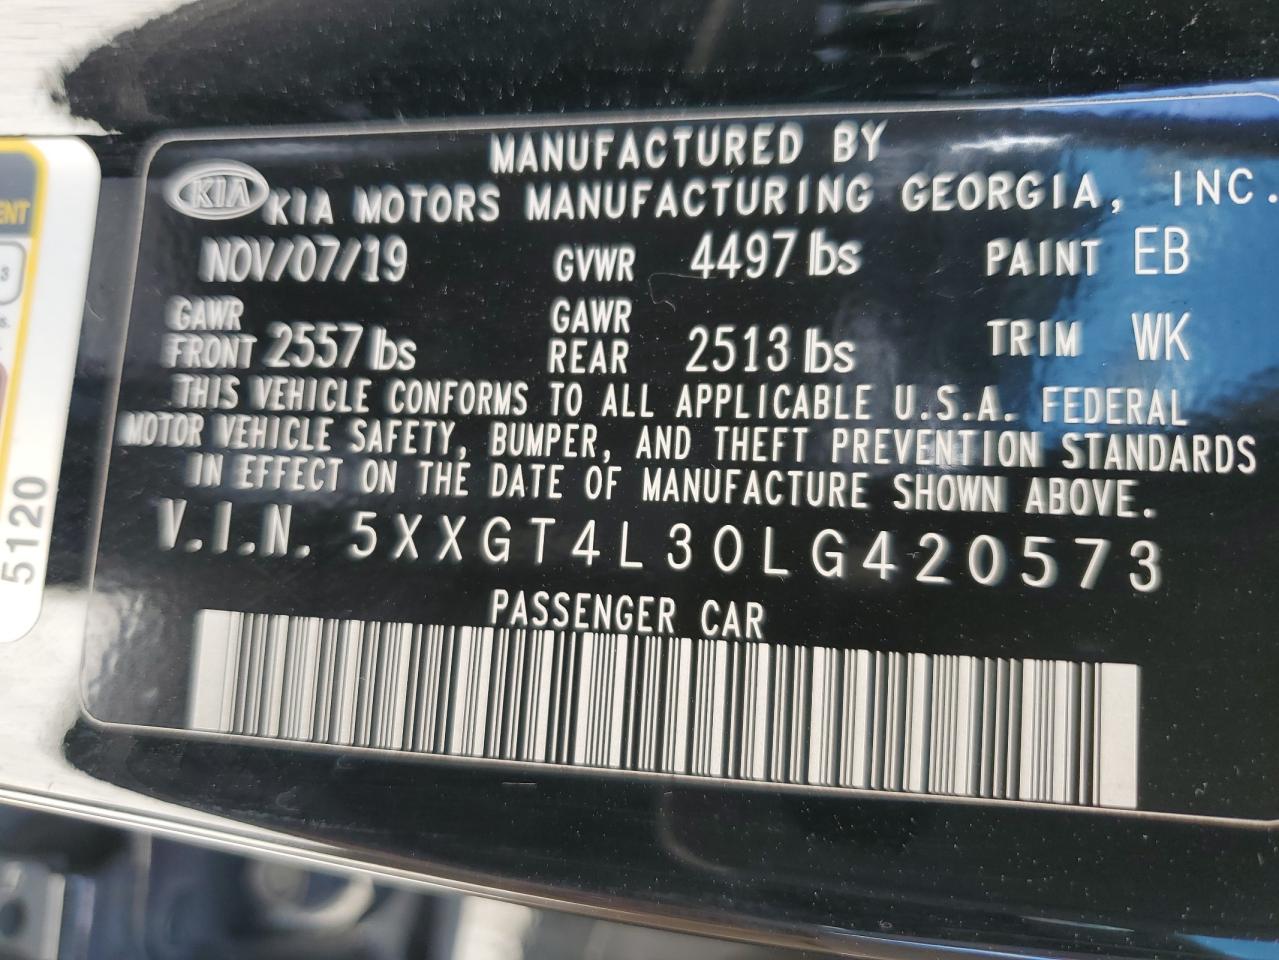 MANUFACTURED BY
KIA KIA MOTORS MANUFACTURING GEORGIA, INC.
NOV/07/19 GVWR 4497 lbs PAINT EB
GAWR FRONT 2557 lbs GAWR REAR 2513 lbs TRIM WK
THIS VEHICLE CONFORMS TO ALL APPLICABLE U.S.A. FEDERAL
MOTOR VEHICLE SAFETY, BUMPER, AND THEFT PREVENTION STANDARDS
IN EFFECT ON THE DATE OF MANUFACTURE SHOWN ABOVE.
V.I.N. 5XXGT4L30LG420573
PASSENGER CAR
5120